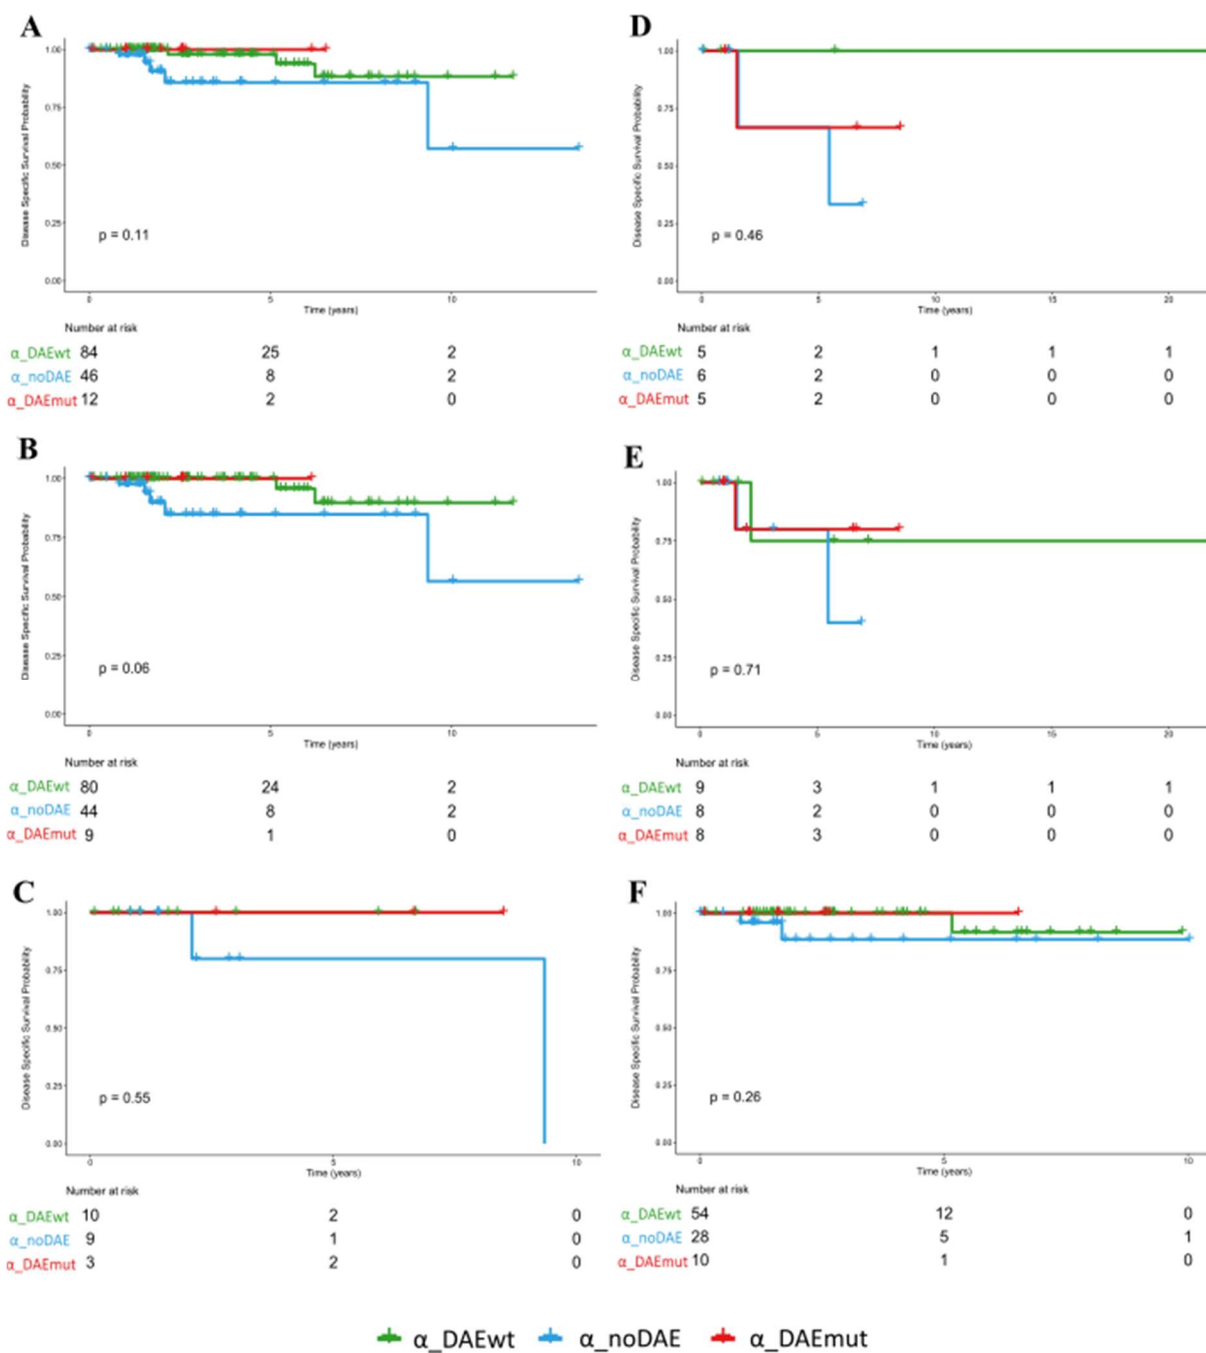 A
Disease Specific Survival Probability
1.00
0.75
0.50
0.25
0.00
p = 0.11
0 5 10
Time (years)
Number at risk
α_DAEwt 84 25 2
α_noDAE 46 8 2
α_DAEmut 12 2 0
D
Disease Specific Survival Probability
1.00
0.75
0.50
0.25
0.00
p = 0.46
0 5 10 15 20
Time (years)
Number at risk
α_DAEwt 5 2 1 1 1
α_noDAE 6 2 0 0 0
α_DAEmut 5 2 0 0 0
B
Disease Specific Survival Probability
1.00
0.75
0.50
0.25
0.00
p = 0.06
0 5 10
Time (years)
Number at risk
α_DAEwt 80 24 2
α_noDAE 44 8 2
α_DAEmut 9 1 0
E
Disease Specific Survival Probability
1.00
0.75
0.50
0.25
0.00
p = 0.71
0 5 10 15 20
Time (years)
Number at risk
α_DAEwt 9 3 1 1 1
α_noDAE 8 2 0 0 0
α_DAEmut 8 3 0 0 0
C
Disease Specific Survival Probability
1.00
0.75
0.50
0.25
0.00
p = 0.55
0 5 10
Time (years)
Number at risk
α_DAEwt 10 2 0
α_noDAE 9 1 0
α_DAEmut 3 2 0
F
Disease Specific Survival Probability
1.00
0.75
0.50
0.25
0.00
p = 0.26
0 5 10
Time (years)
Number at risk
α_DAEwt 54 12 0
α_noDAE 28 5 1
α_DAEmut 10 1 0
α_DAEwt α_noDAE α_DAEmut